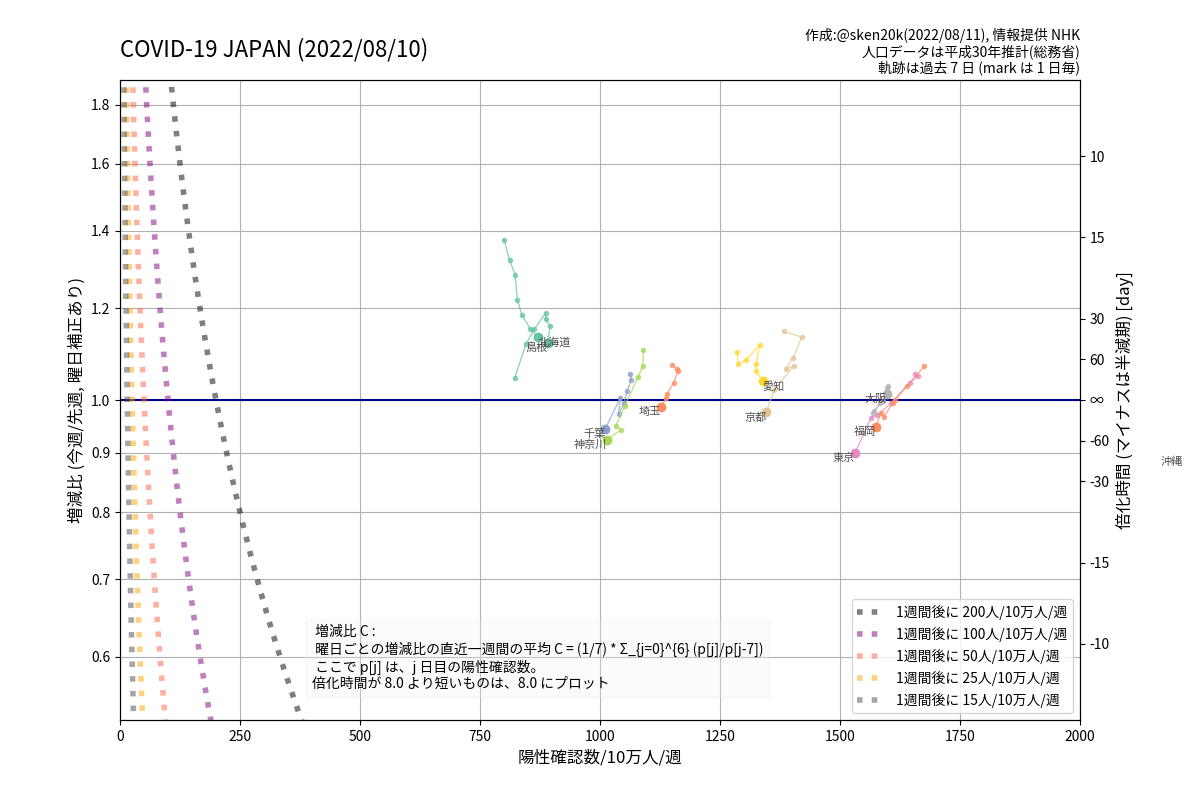 COVID-19 JAPAN (2022/08/10)
作成:@sken20k(2022/08/11), 情報提供 NHK
人口データは平成30年推計(総務省)
軌跡は過去 7 日 (mark は 1 日毎)
増減比 (今週/先週, 曜日補正あり)
1.8
1.6
1.4
1.2
1.0
0.9
0.8
0.7
0.6
島根
北海道
埼玉
千葉
神奈川
愛知
京都
大阪
福岡
東京
沖縄
10
15
30
60
∞
-60
-30
-15
-10
倍化時間 (マイナスは半減期) [day]
増減比 C :
曜日ごとの増減比の直近一週間の平均 C = (1/7) * Σ_{j=0}^{6} (p[j]/p[j-7])
ここで p[j] は、j 日目の陽性確認数。
倍化時間が 8.0 より短いものは、8.0 にプロット
1週間後に 200人/10万人/週
1週間後に 100人/10万人/週
1週間後に 50人/10万人/週
1週間後に 25人/10万人/週
1週間後に 15人/10万人/週
0
250
500
750
1000
1250
1500
1750
2000
陽性確認数/10万人/週